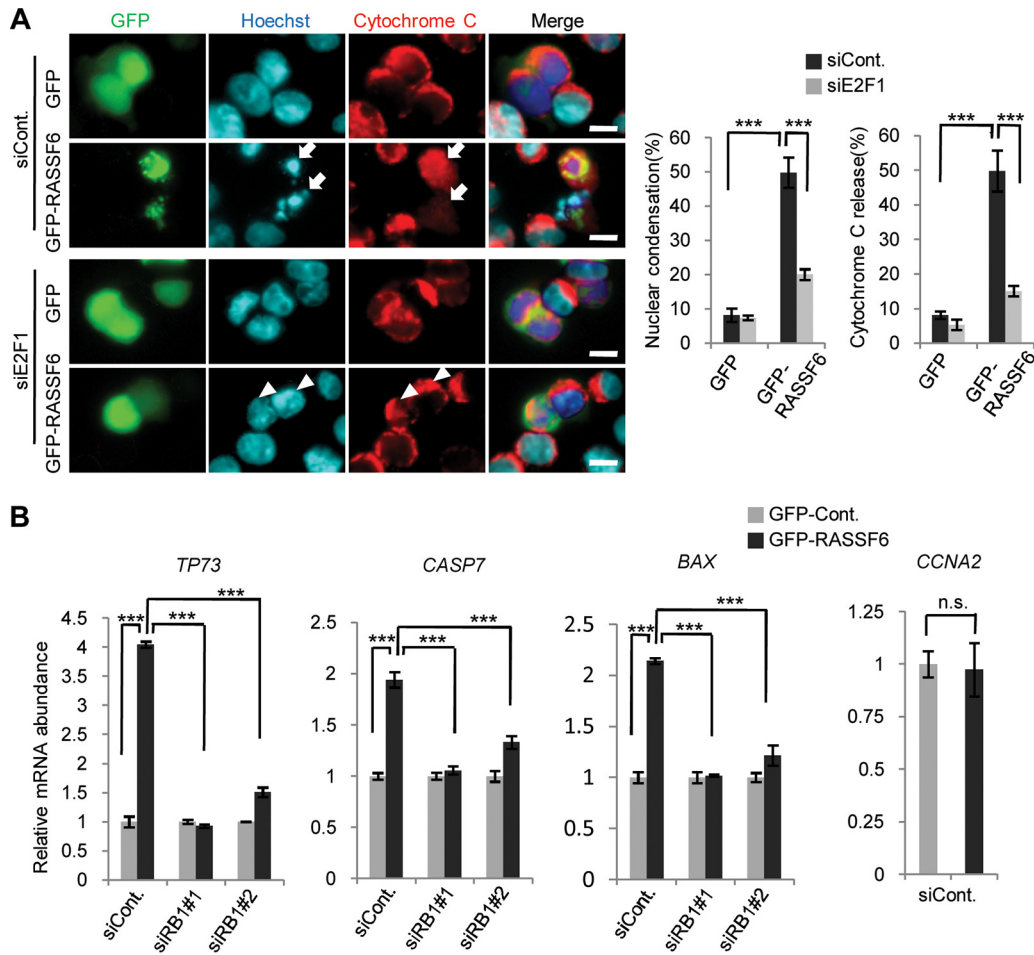 A
GFP
Hoechst
Cytochrome C
Merge
siCont.
GFP
GFP-RASSF6
siE2F1
GFP
GFP-RASSF6
siCont.
siE2F1
Nuclear condensation(%)
60
50
40
30
20
10
0
***
***
GFP
GFP-
RASSF6
Cytochrome C release(%)
60
50
40
30
20
10
0
***
***
GFP
GFP-
RASSF6
B
GFP-Cont.
GFP-RASSF6
Relative mRNA abundance
TP73
4.5
4
3.5
3
2.5
2
1.5
1
0.5
0
***
***
***
siCont.
siRB1#1
siRB1#2
CASP7
2.5
2
1.5
1
0.5
0
***
***
***
siCont.
siRB1#1
siRB1#2
BAX
2.5
2
1.5
1
0.5
0
***
***
***
siCont.
siRB1#1
siRB1#2
CCNA2
1.25
1
0.75
0.5
0.25
0
n.s.
siCont.